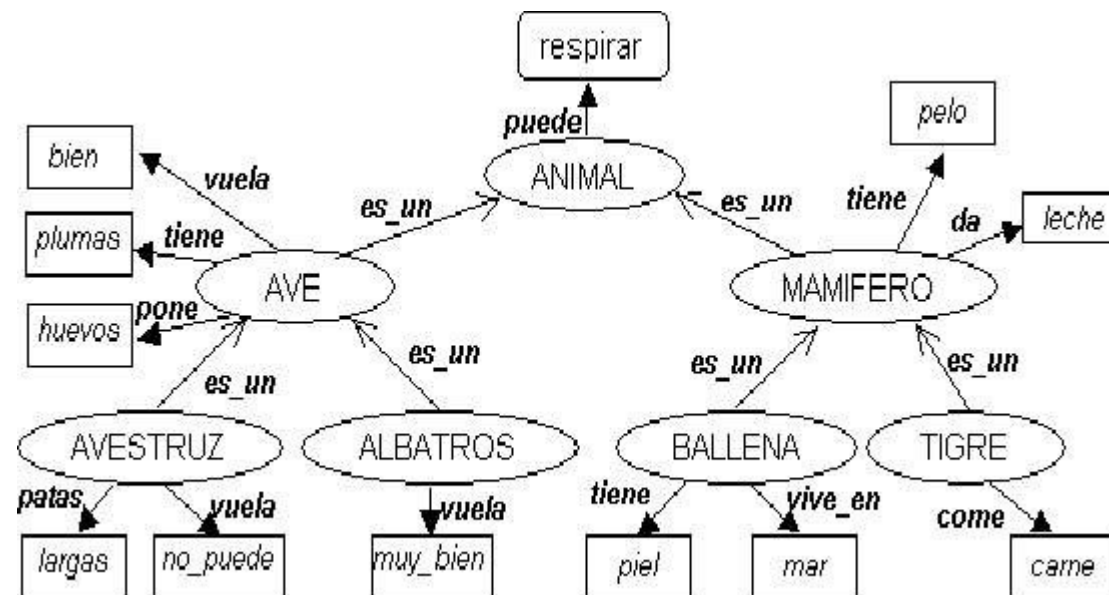 respirar
puede
pelo
bien
vuela
ANIMAL
es_un
es_un
tiene
da
leche
plumas
tiene
AVE
MAMIFERO
huevos
pone
es_un
es_un
es_un
es_un
AVESTRUZ
ALBATROS
BALLENA
TIGRE
patas
vuela
vuela
tiene
vive_en
come
largas
no_puede
muy_bien
piel
mar
carne